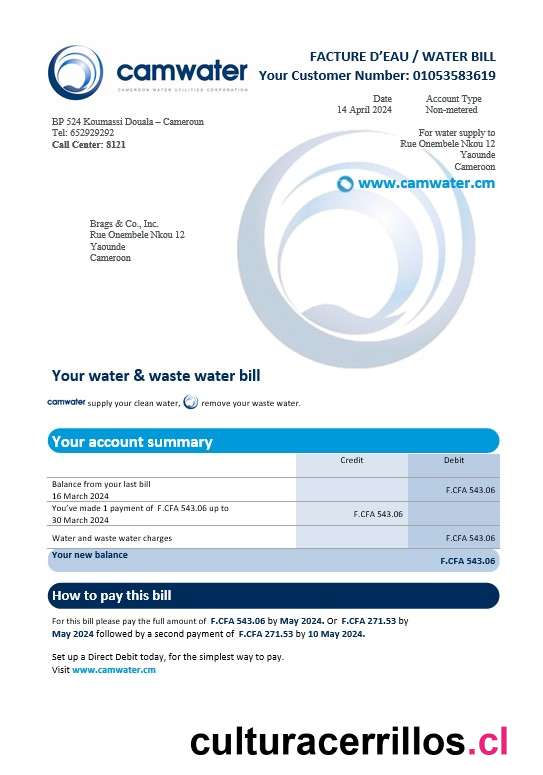 camwater
CAMEROON WATER UTILITIES CORPORATION
FACTURE D'EAU / WATER BILL
Your Customer Number: 01053583619
Date Account Type
14 April 2024 Non-metered
BP 524 Koumassi Douala – Cameroun
Tel: 652929292
Call Center: 8121
For water supply to
Rue Onembele Nkou 12
Yaounde
Cameroon
www.camwater.cm
Brags & Co., Inc.
Rue Onembele Nkou 12
Yaounde
Cameroon
Your water & waste water bill
camwater supply your clean water, remove your waste water.
Your account summary
Credit Debit
Balance from your last bill
16 March 2024 F.CFA 543.06
You've made 1 payment of F.CFA 543.06 up to
30 March 2024 F.CFA 543.06
Water and waste water charges F.CFA 543.06
Your new balance F.CFA 543.06
How to pay this bill
For this bill please pay the full amount of F.CFA 543.06 by May 2024. Or F.CFA 271.53 by
May 2024 followed by a second payment of F.CFA 271.53 by 10 May 2024.
Set up a Direct Debit today, for the simplest way to pay.
Visit www.camwater.cm
culturacerrillos.cl